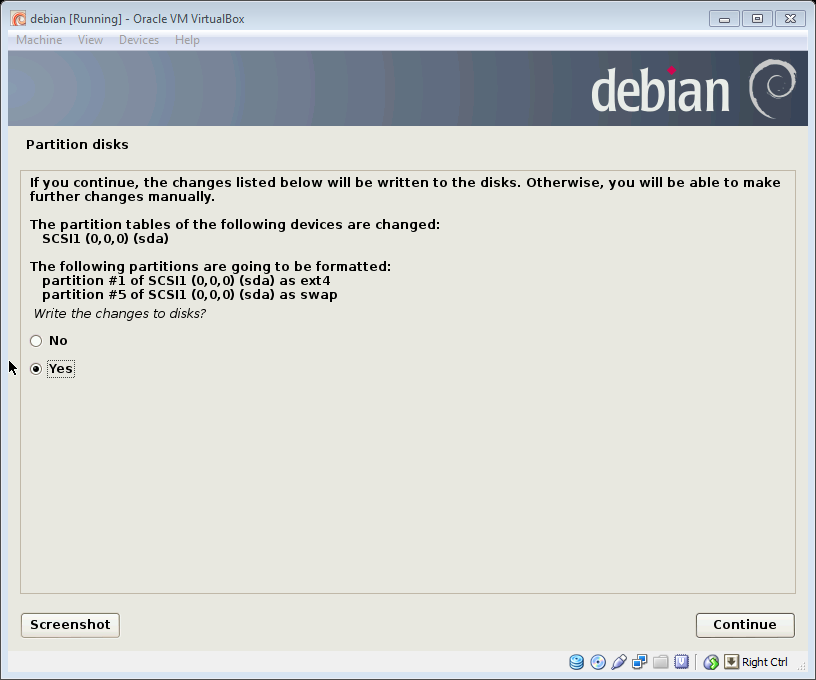 debian [Running] - Oracle VM VirtualBox
Machine View Devices Help
debian
Partition disks
If you continue, the changes listed below will be written to the disks. Otherwise, you will be able to make
further changes manually.
The partition tables of the following devices are changed:
SCSI1 (0,0,0) (sda)
The following partitions are going to be formatted:
partition #1 of SCSI1 (0,0,0) (sda) as ext4
partition #5 of SCSI1 (0,0,0) (sda) as swap
Write the changes to disks?
No
Yes
Screenshot
Continue
Right Ctrl